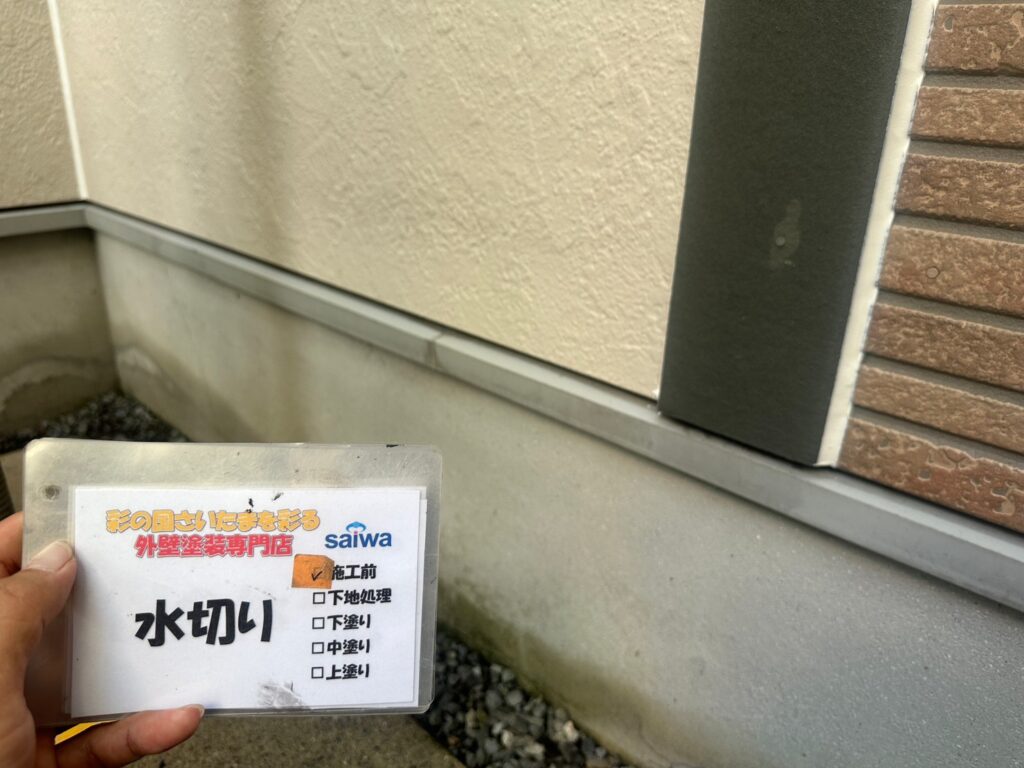 彩の国さいたまを彩る
外壁塗装専門店
saiwa
水切り
☑施工前
□下地処理
□下塗り
□中塗り
□上塗り